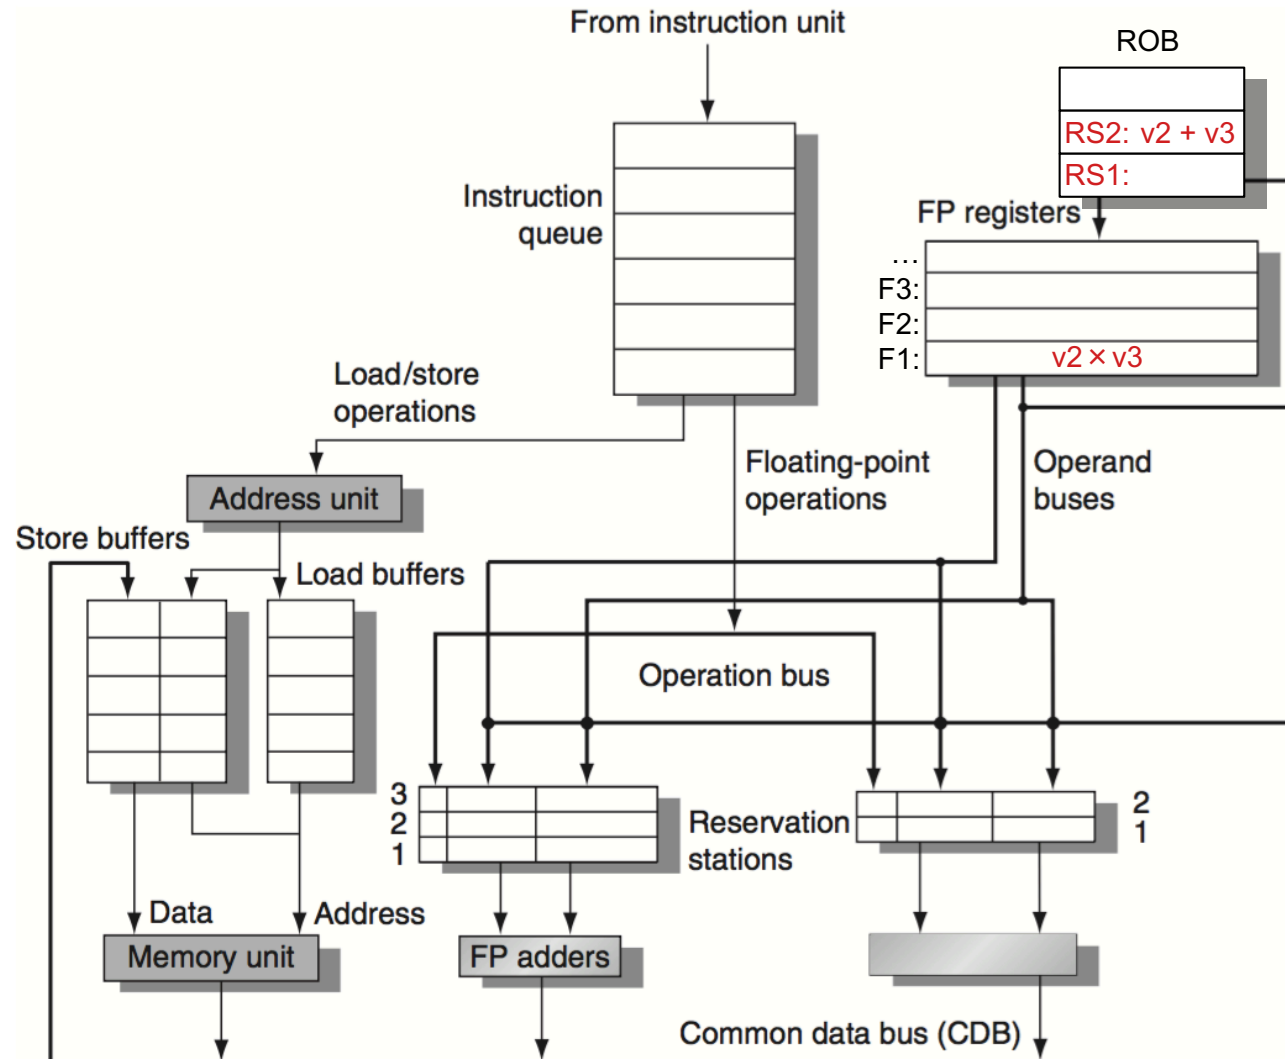 From instruction unit
ROB
RS2: v2 + v3
RS1:
Instruction
queue
FP registers
...
F3:
F2:
F1:
v2 × v3
Load/store
operations
Floating-point
operations
Operand
buses
Address unit
Store buffers
Load buffers
Operation bus
3
2
1
Reservation
stations
2
1
Data
Address
Memory unit
FP adders
Common data bus (CDB)